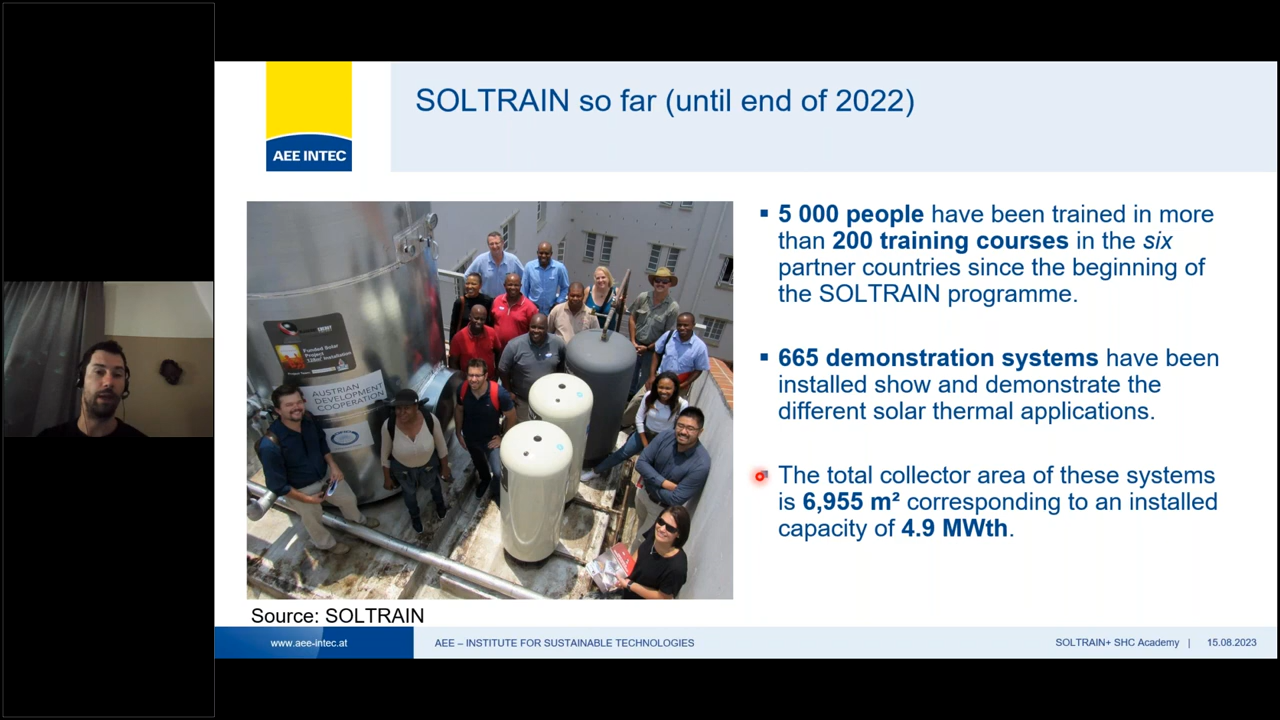 SOLTRAIN so far (until end of 2022)
AEE INTEC
▪ 5 000 people have been trained in more
than 200 training courses in the six
partner countries since the beginning of
the SOLTRAIN programme.
▪ 665 demonstration systems have been
installed show and demonstrate the
different solar thermal applications.
The total collector area of these systems
is 6,955 m² corresponding to an installed
capacity of 4.9 MWth.
Funded Solar
Project
Installation
AUSTRIAN
DEVELOPMENT
COOPERATION
Source: SOLTRAIN
www.aee-intec.at
AEE – INSTITUTE FOR SUSTAINABLE TECHNOLOGIES
SOLTRAIN+ SHC Academy | 15.08.2023